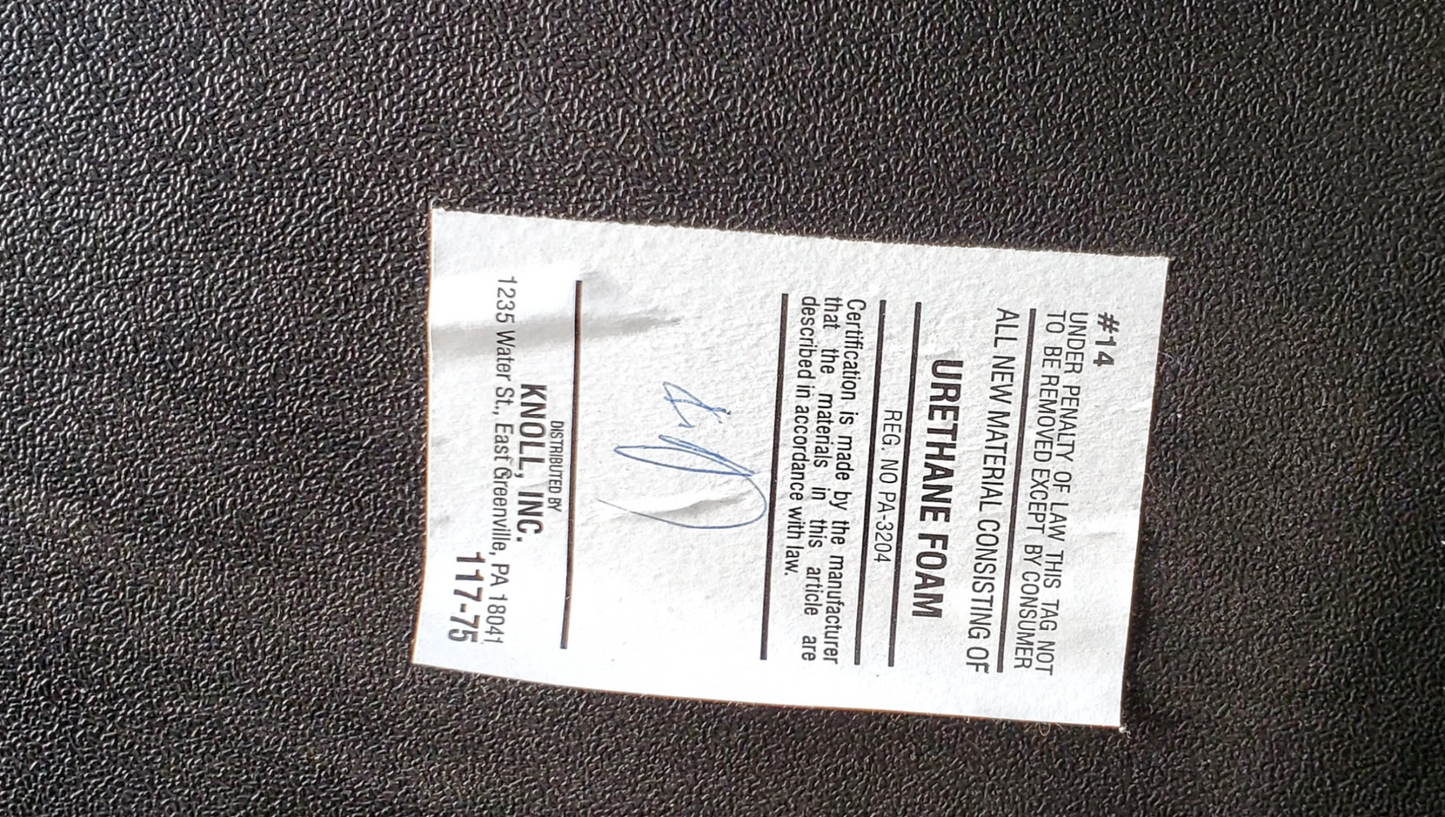 #14
UNDER PENALTY OF LAW THIS TAG NOT
TO BE REMOVED EXCEPT BY CONSUMER
ALL NEW MATERIAL CONSISTING OF
URETHANE FOAM
REG. NO PA-3204
Certification is made by the manufacturer
that the materials in this article are
described in accordance with law.
DISTRIBUTED BY
KNOLL, INC.
1235 Water St., East Greenville, PA 18041
117-75